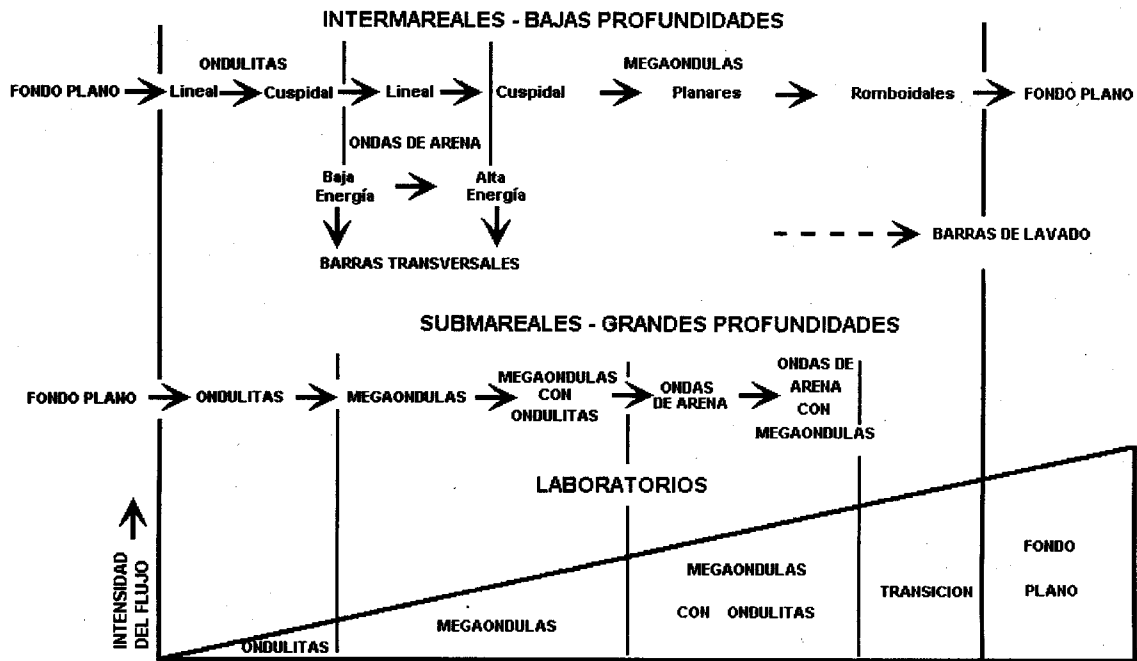 INTERMAREALES - BAJAS PROFUNDIDADES
ONDULITAS
MEGAONDULAS
FONDO PLANO
Lineal
Cuspidal
Lineal
Cuspidal
Planares
Romboidales
FONDO PLANO
ONDAS DE ARENA
Baja
Energía
Alta
Energía
BARRAS DE LAVADO
BARRAS TRANSVERSALES
SUBMAREALES - GRANDES PROFUNDIDADES
FONDO PLANO
ONDULITAS
MEGAONDULAS
MEGAONDULAS
CON
ONDULITAS
ONDAS
DE ARENA
ONDAS DE
ARENA
CON
MEGAONDULAS
LABORATORIOS
INTENSIDAD
DEL FLUJO
ONDULITAS
MEGAONDULAS
MEGAONDULAS
CON ONDULITAS
TRANSICION
FONDO
PLANO